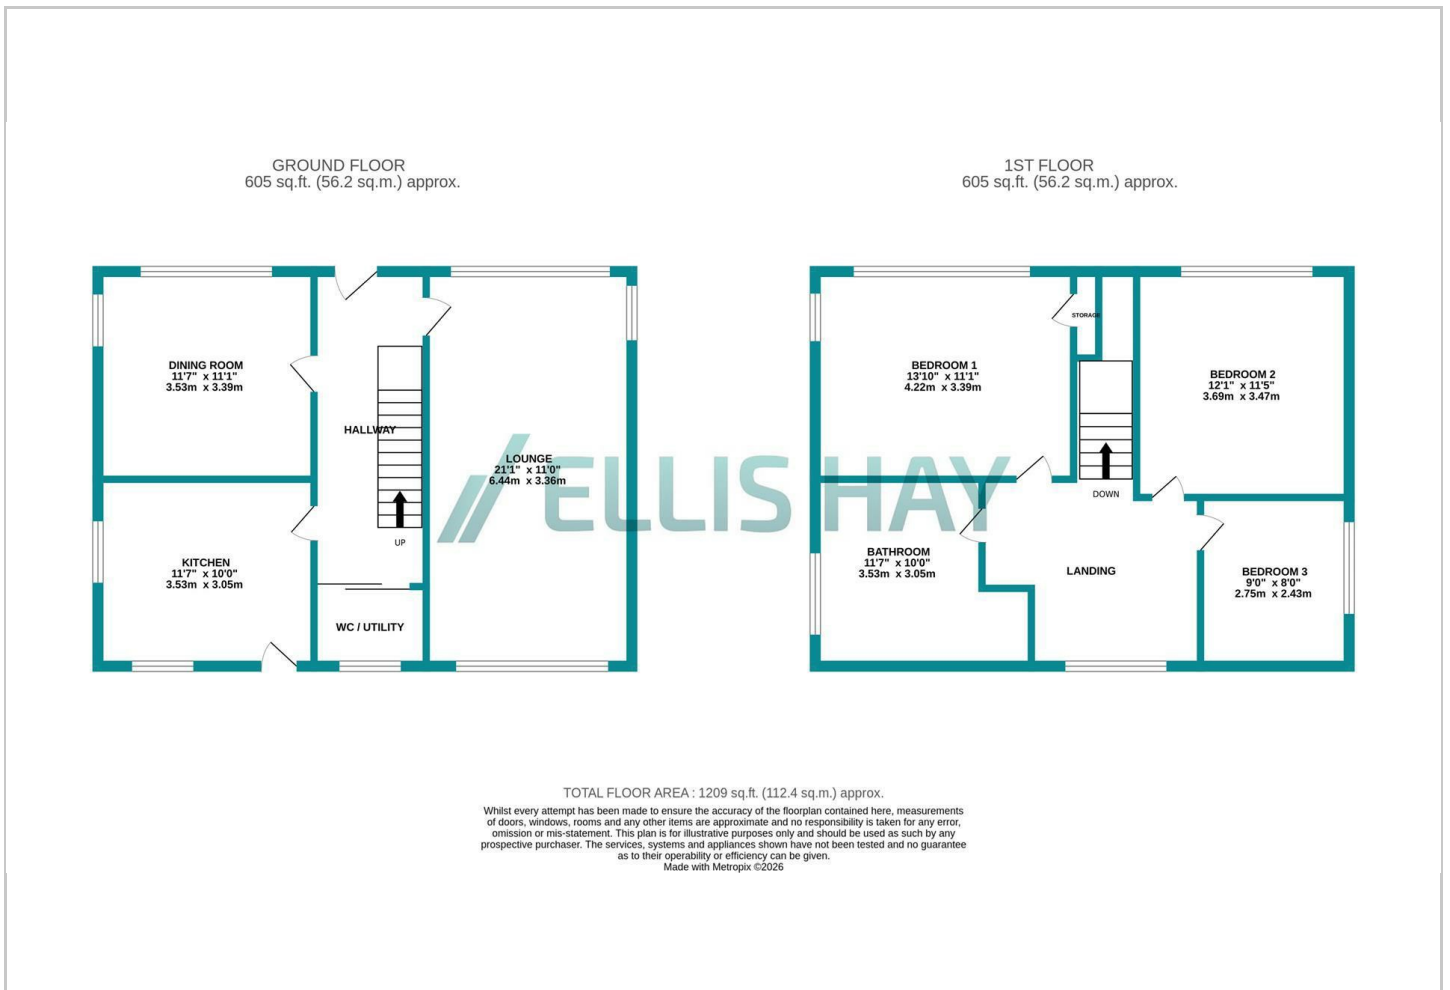 GROUND FLOOR
605 sq.ft. (56.2 sq.m.) approx.
DINING ROOM
11'7" x 11'1"
3.53m x 3.39m
HALLWAY
LOUNGE
21'1" x 11'0"
6.44m x 3.36m
KITCHEN
11'7" x 10'0"
3.53m x 3.05m
UP
WC / UTILITY
1ST FLOOR
605 sq.ft. (56.2 sq.m.) approx.
STORAGE
BEDROOM 1
13'10" x 11'1"
4.22m x 3.39m
BEDROOM 2
12'1" x 11'5"
3.69m x 3.47m
DOWN
BATHROOM
11'7" x 10'0"
3.53m x 3.05m
LANDING
BEDROOM 3
9'0" x 8'0"
2.75m x 2.43m
ELLIS HAY
TOTAL FLOOR AREA : 1209 sq.ft. (112.4 sq.m.) approx.
Whilst every attempt has been made to ensure the accuracy of the floorplan contained here, measurements
of doors, windows, rooms and any other items are approximate and no responsibility is taken for any error,
omission or mis-statement. This plan is for illustrative purposes only and should be used as such by any
prospective purchaser. The services, systems and appliances shown have not been tested and no guarantee
as to their operability or efficiency can be given.
Made with Metropix ©2026